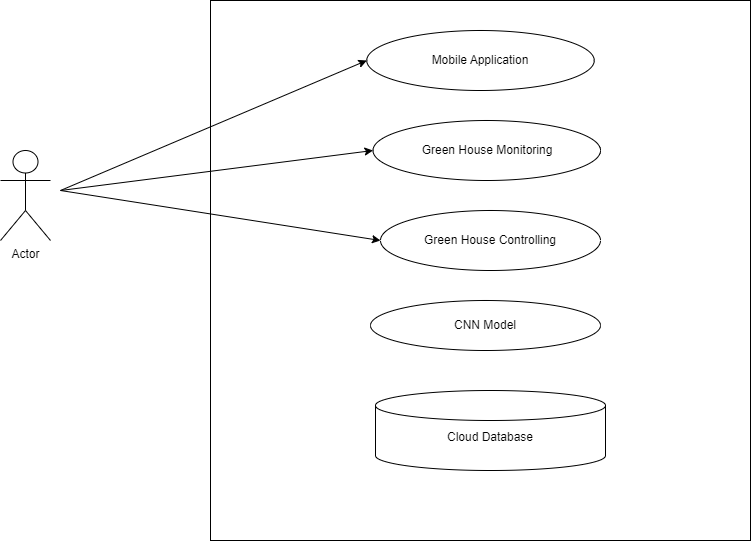 Mobile Application
Green House Monitoring
Green House Controlling
Actor
CNN Model
Cloud Database